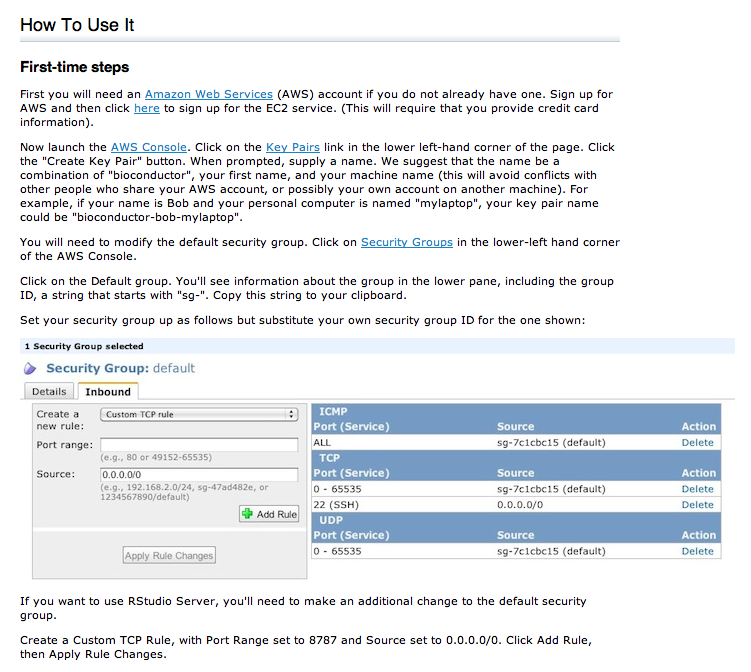 How To Use It
First-time steps
First you will need an Amazon Web Services (AWS) account if you do not already have one. Sign up for
AWS and then click here to sign up for the EC2 service. (This will require that you provide credit card
information).
Now launch the AWS Console. Click on the Key Pairs link in the lower left-hand corner of the page. Click
the "Create Key Pair" button. When prompted, supply a name. We suggest that the name be a
combination of "bioconductor", your first name, and your machine name (this will avoid conflicts with
other people who share your AWS account, or possibly your own account on another machine). For
example, if your name is Bob and your personal computer is named "mylaptop", your key pair name
could be "bioconductor-bob-mylaptop".
You will need to modify the default security group. Click on Security Groups in the lower-left hand corner
of the AWS Console.
Click on the Default group. You'll see information about the group in the lower pane, including the group
ID, a string that starts with "sg-". Copy this string to your clipboard.
Set your security group up as follows but substitute your own security group ID for the one shown:
1 Security Group selected
Security Group: default
Details Inbound
Create a new rule: Custom TCP rule
Port range:
(e.g., 80 or 49152-65535)
Source: 0.0.0.0/0
(e.g., 192.168.2.0/24, sg-47ad482e, or
1234567890/default)
Add Rule
Apply Rule Changes
ICMP
Port (Service) Source Action
ALL sg-7c1cbc15 (default) Delete
TCP
Port (Service) Source Action
0 - 65535 sg-7c1cbc15 (default) Delete
22 (SSH) 0.0.0.0/0 Delete
UDP
Port (Service) Source Action
0 - 65535 sg-7c1cbc15 (default) Delete
If you want to use RStudio Server, you'll need to make an additional change to the default security
group.
Create a Custom TCP Rule, with Port Range set to 8787 and Source set to 0.0.0.0/0. Click Add Rule,
then Apply Rule Changes.